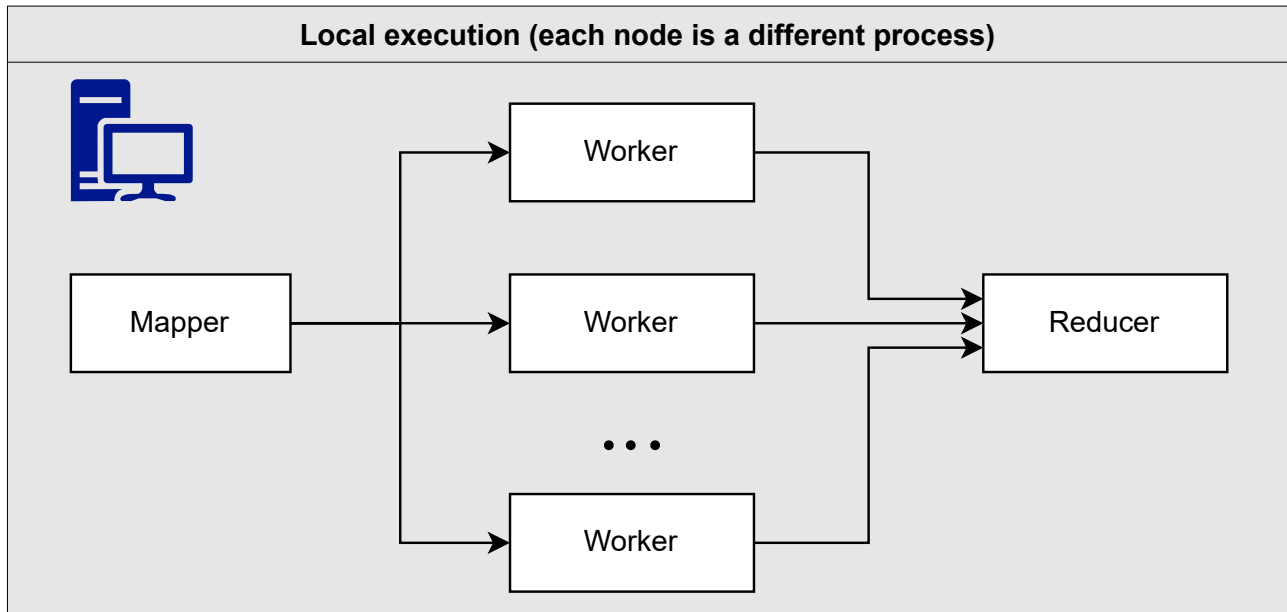 Local execution (each node is a different process)
Worker
Mapper
Worker
Reducer
...
Worker